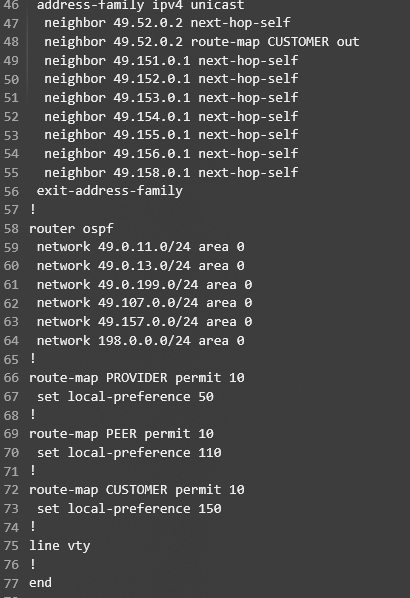 46 address-family ipv4 unicast
47 neighbor 49.52.0.2 next-hop-self
48 neighbor 49.52.0.2 route-map CUSTOMER out
49 neighbor 49.151.0.1 next-hop-self
50 neighbor 49.152.0.1 next-hop-self
51 neighbor 49.153.0.1 next-hop-self
52 neighbor 49.154.0.1 next-hop-self
53 neighbor 49.155.0.1 next-hop-self
54 neighbor 49.156.0.1 next-hop-self
55 neighbor 49.158.0.1 next-hop-self
56 exit-address-family
57 !
58 router ospf
59 network 49.0.11.0/24 area 0
60 network 49.0.13.0/24 area 0
61 network 49.0.199.0/24 area 0
62 network 49.107.0.0/24 area 0
63 network 49.157.0.0/24 area 0
64 network 198.0.0.0/24 area 0
65 !
66 route-map PROVIDER permit 10
67 set local-preference 50
68 !
69 route-map PEER permit 10
70 set local-preference 110
71 !
72 route-map CUSTOMER permit 10
73 set local-preference 150
74 !
75 line vty
76 !
77 end